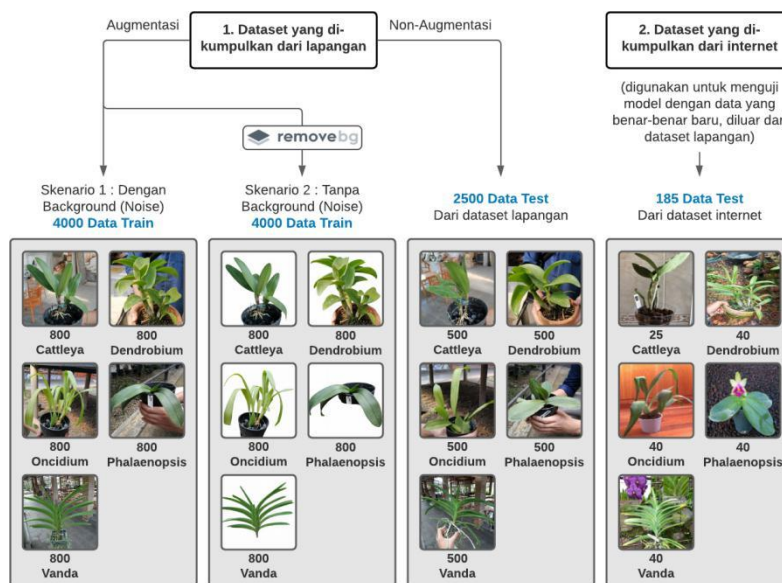 Augmentasi
1. Dataset yang di-
kumpulkan dari lapangan
Non-Augmentasi
2. Dataset yang di-
kumpulkan dari internet
(digunakan untuk menguji
model dengan data yang
benar-benar baru, diluar dari
dataset lapangan)
removebg
Skenario 1 : Dengan
Background (Noise)
4000 Data Train
Skenario 2 : Tanpa
Background (Noise)
4000 Data Train
2500 Data Test
Dari dataset lapangan
185 Data Test
Dari dataset internet
800
Cattleya
800
Dendrobium
800
Oncidium
800
Phalaenopsis
800
Vanda
800
Cattleya
800
Dendrobium
800
Oncidium
800
Phalaenopsis
800
Vanda
500
Cattleya
500
Dendrobium
500
Oncidium
500
Phalaenopsis
500
Vanda
25
Cattleya
40
Dendrobium
40
Oncidium
40
Phalaenopsis
40
Vanda